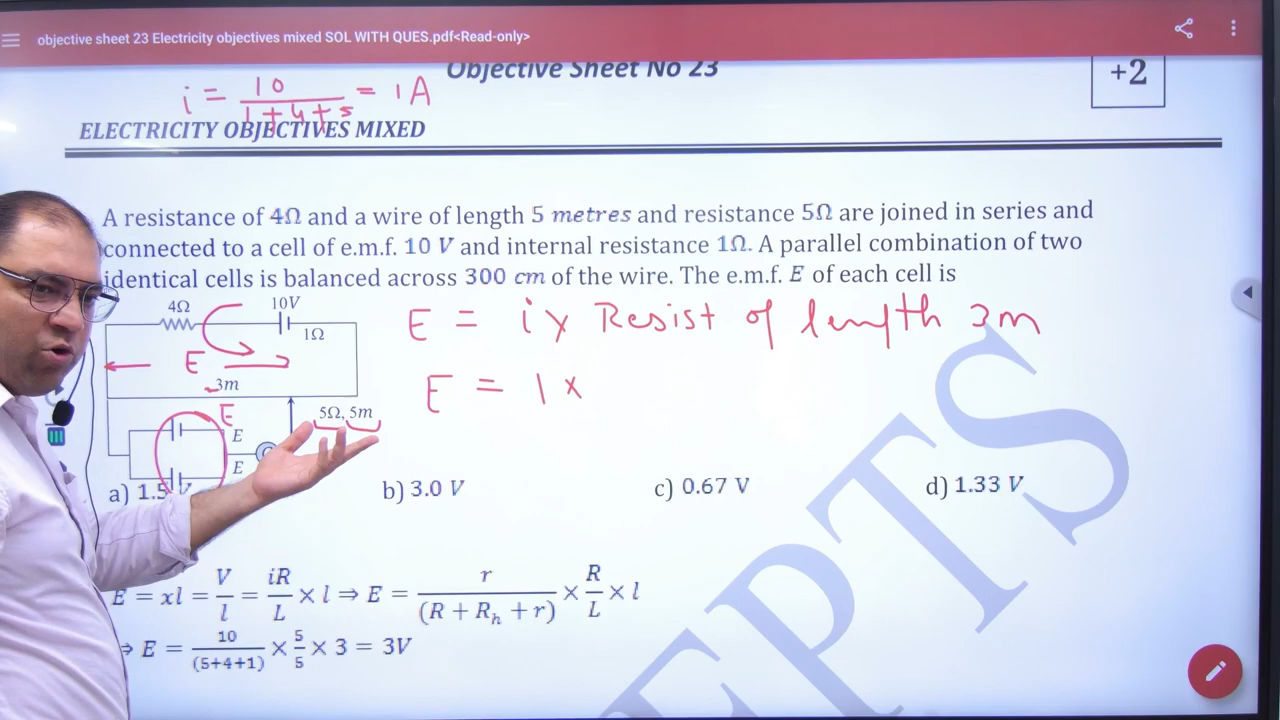 objective sheet 23 Electricity objectives mixed SOL WITH QUES.pdf<Read-only>
Objective Sheet No 23
+2
i = 10 / 1+4+5 = 1A
ELECTRICITY OBJECTIVES MIXED
A resistance of 4Ω and a wire of length 5 metres and resistance 5Ω are joined in series and
connected to a cell of e.m.f. 10 V and internal resistance 1Ω. A parallel combination of two
identical cells is balanced across 300 cm of the wire. The e.m.f. E of each cell is
4Ω
10V
1Ω
E
3m
E = i x Resist of length 3m
E = 1 x
E
5Ω, 5m
E
E
G
a) 1.5 V
b) 3.0 V
c) 0.67 V
d) 1.33 V
E = xl = V/l = iR/L × l ⇒ E = r/(R + Rₕ + r) × R/L × l
⇒ E = 10/(5+4+1) × 5/5 × 3 = 3V
EPTS